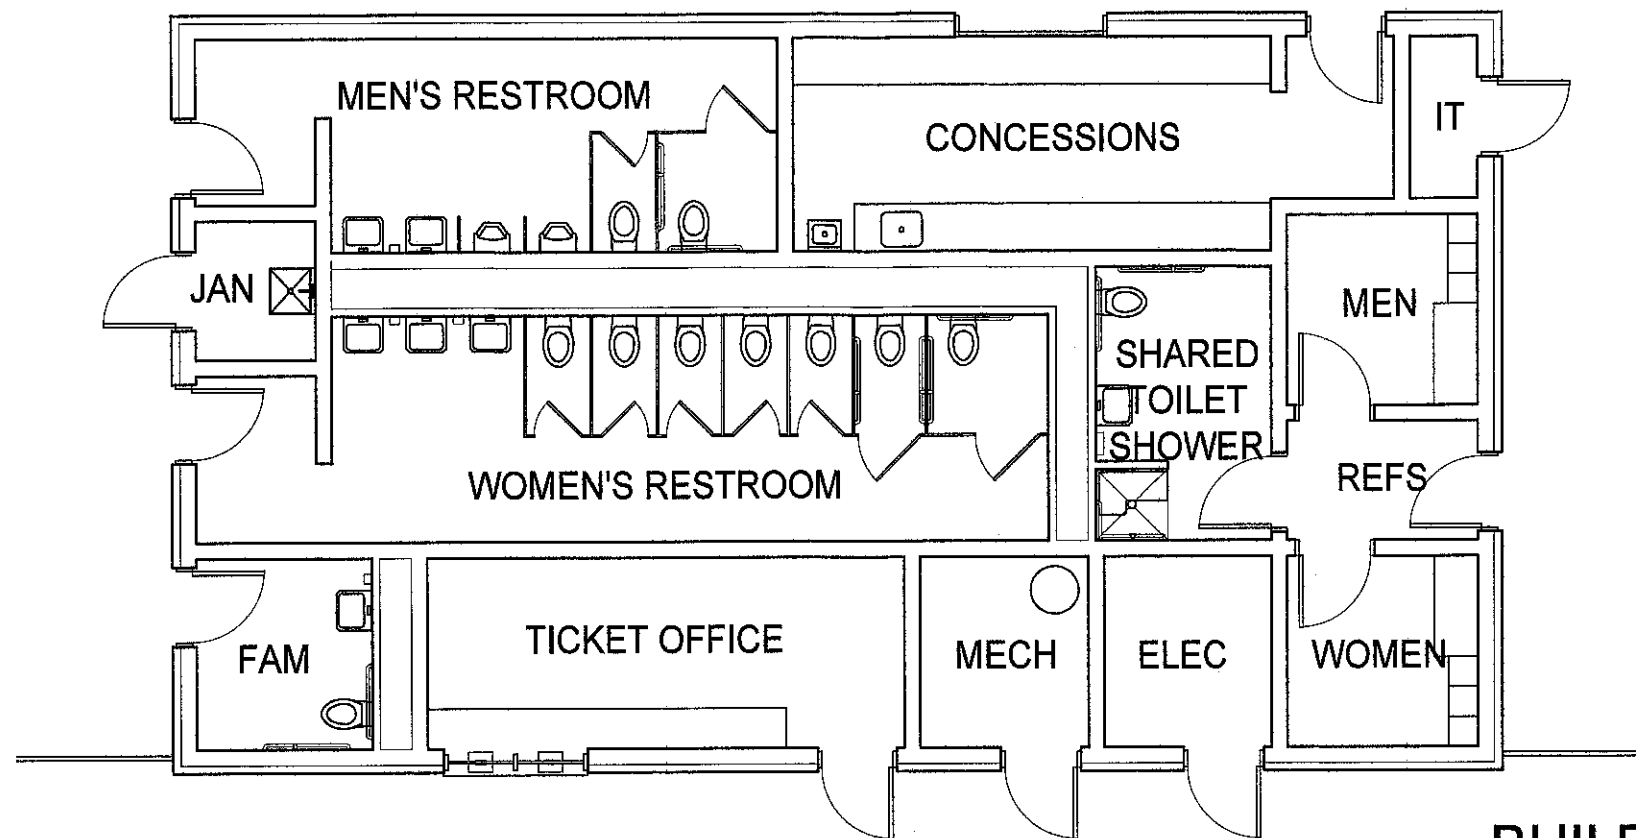 MEN'S RESTROOM
CONCESSIONS
IT
JAN
MEN
SHARED
TOILET
SHOWER
REFS
WOMEN'S RESTROOM
FAM
TICKET OFFICE
MECH
ELEC
WOMEN